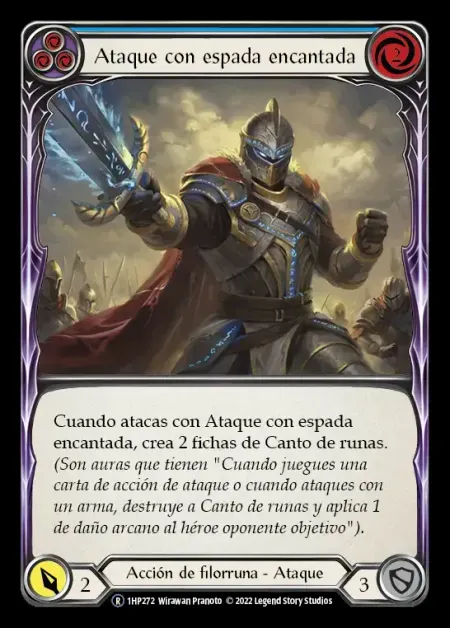 Ataque con espada encantada
2
Cuando atacas con Ataque con espada
encantada, crea 2 fichas de Canto de runas.
(Son auras que tienen "Cuando juegues una
carta de acción de ataque o cuando ataques con
un arma, destruye a Canto de runas y aplica 1
de daño arcano al héroe oponente objetivo").
2
Acción de filorruna - Ataque
3
R 1HP272 Wirawan Pranoto © 2022 Legend Story Studios